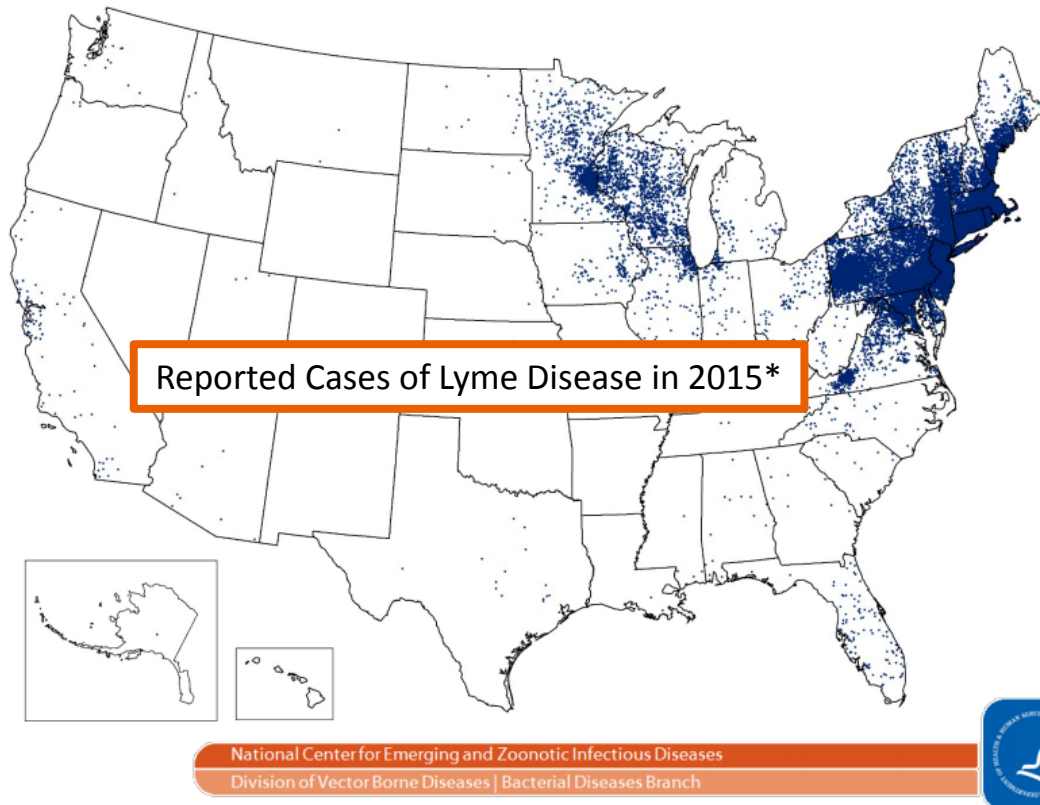 Reported Cases of Lyme Disease in 2015*
National Center for Emerging and Zoonotic Infectious Diseases
Division of Vector Borne Diseases | Bacterial Diseases Branch